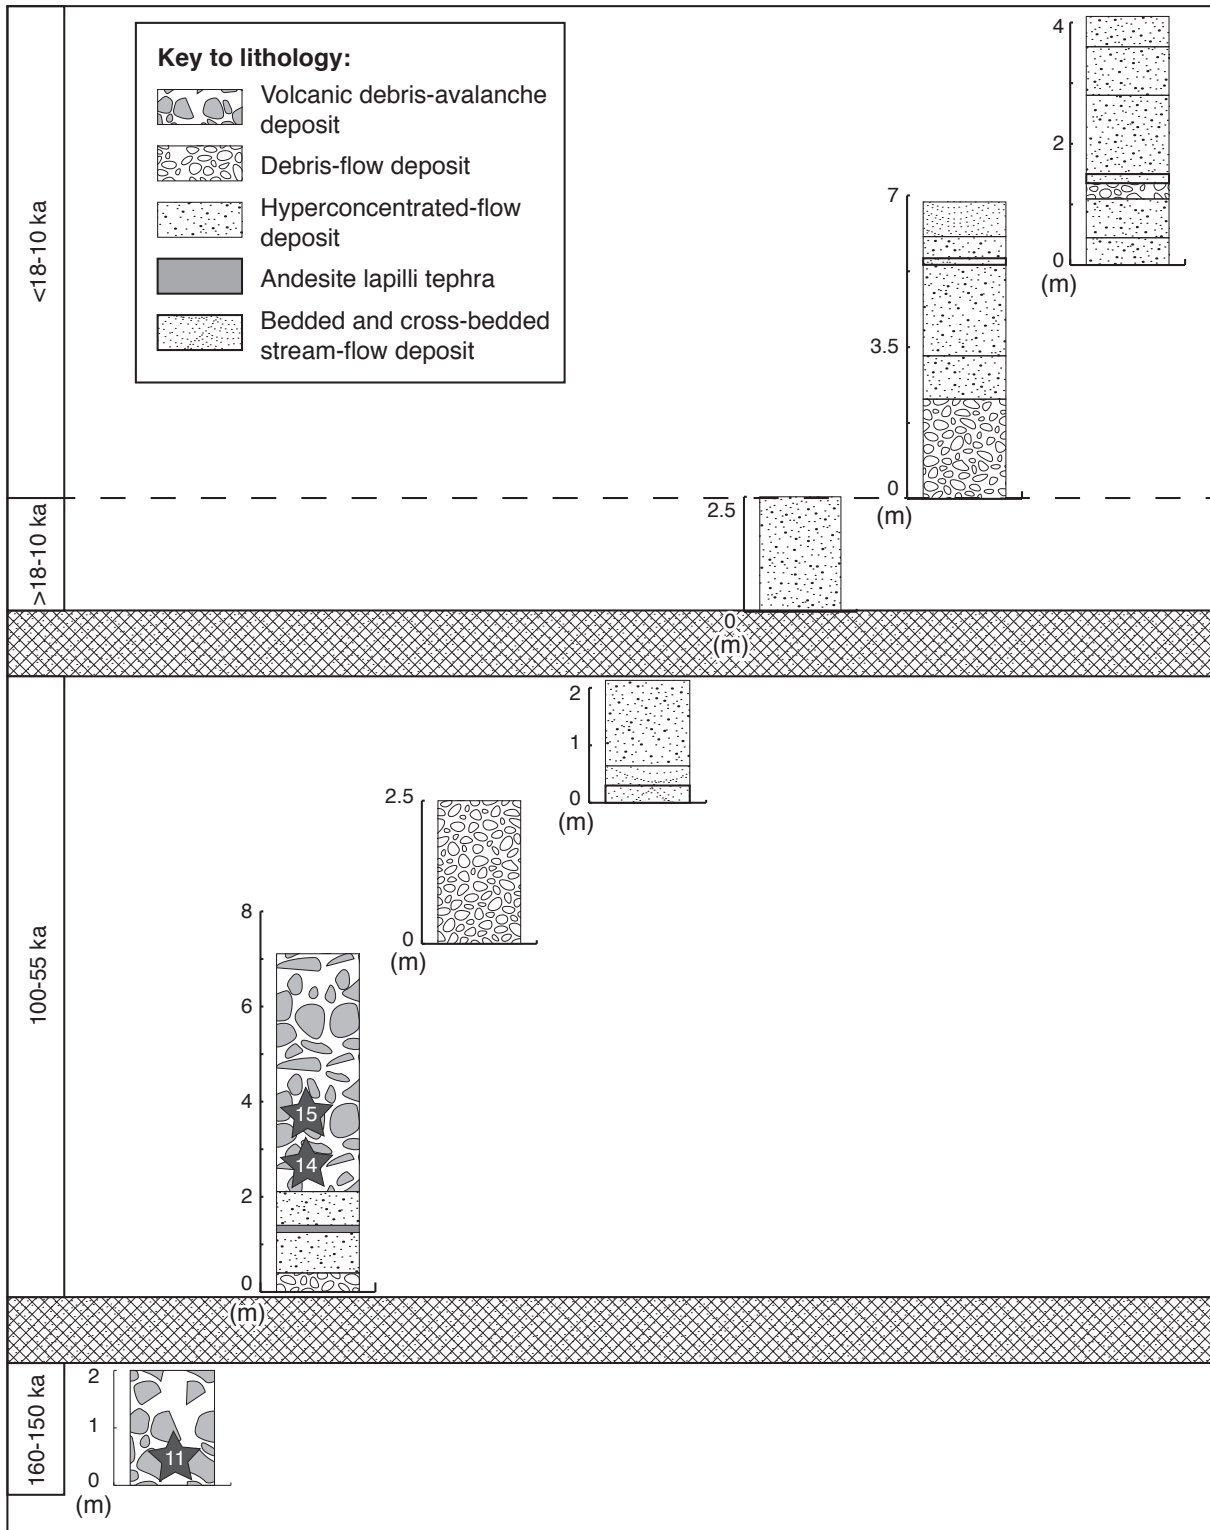 Key to lithology:
Volcanic debris-avalanche
deposit
Debris-flow deposit
Hyperconcentrated-flow
deposit
Andesite lapilli tephra
Bedded and cross-bedded
stream-flow deposit
<18-10 ka
4
2
0
(m)
7
3.5
0
(m)
>18-10 ka
2.5
0
(m)
100-55 ka
2
1
0
(m)
2.5
0
(m)
8
6
4
2
0
(m)
15
14
160-150 ka
2
1
0
(m)
11